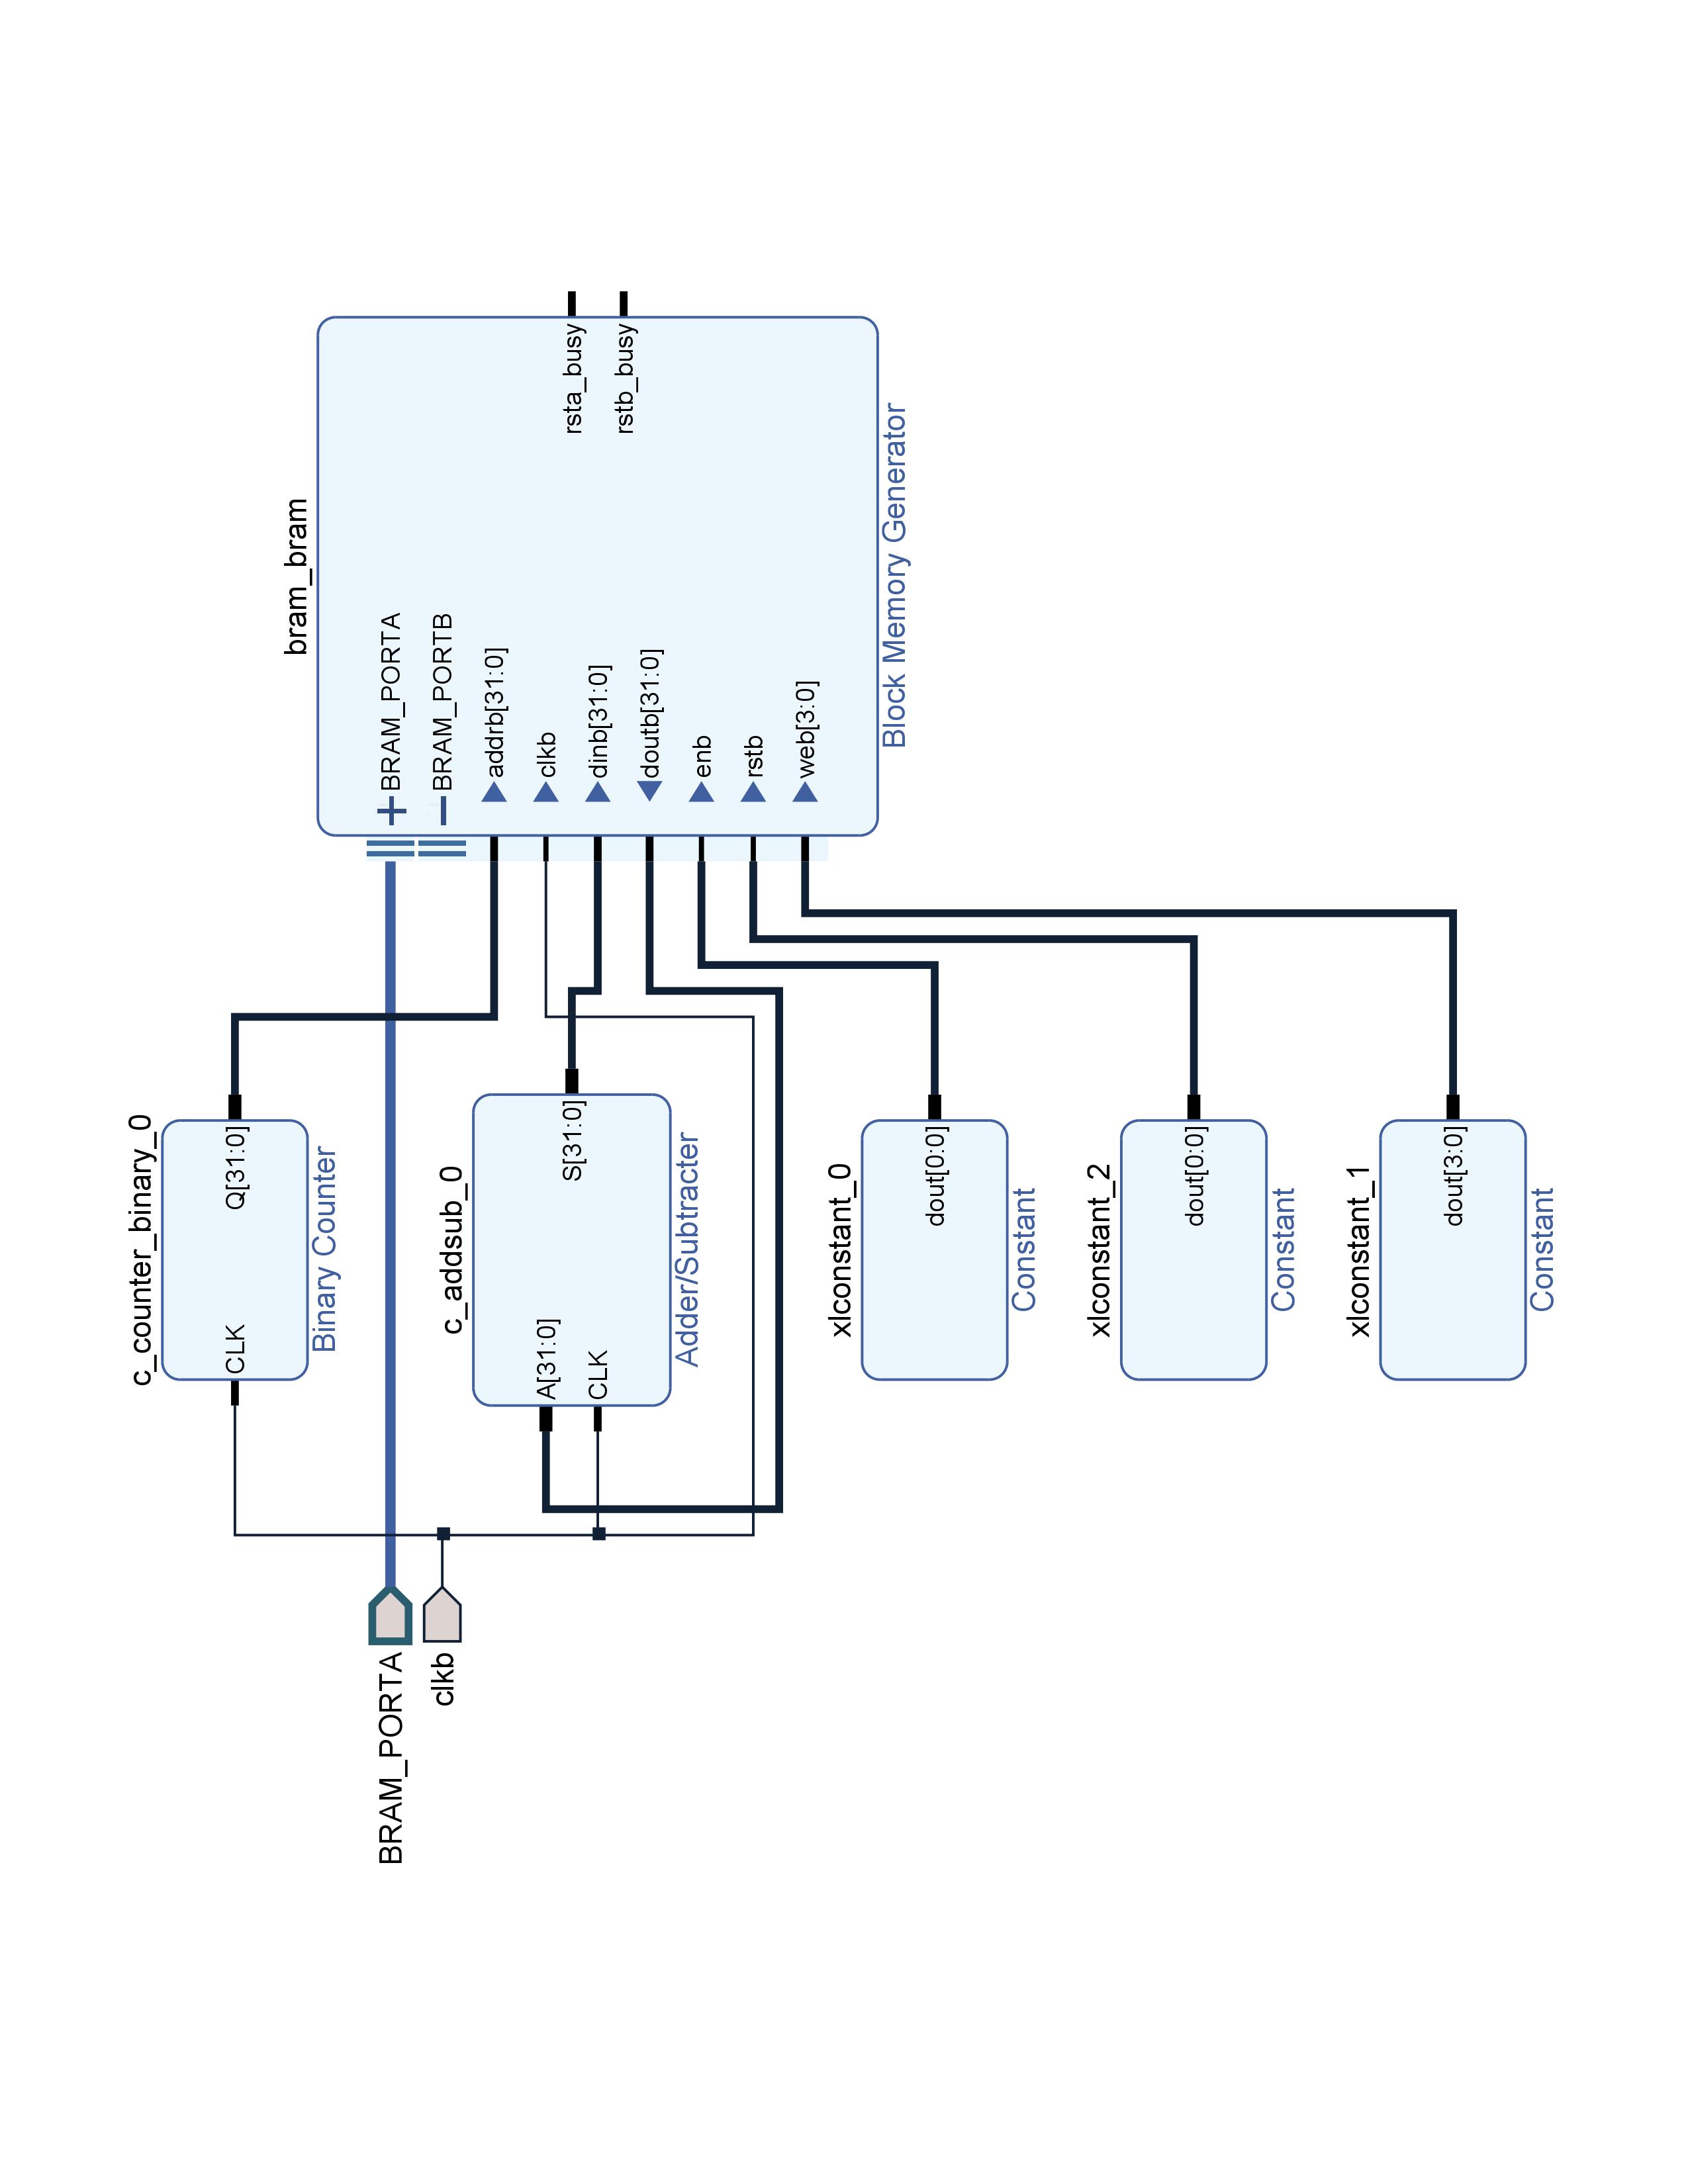 bram_bram
BRAM_PORTA
BRAM_PORTB
addrb[31:0]
clkb
dinb[31:0]
doutb[31:0]
enb
rstb
web[3:0]
rsta_busy
rstb_busy
Block Memory Generator
c_counter_binary_0
CLK
Q[31:0]
Binary Counter
BRAM_PORTA
clkb
c_addsub_0
A[31:0]
CLK
S[31:0]
Adder/Subtracter
xlconstant_0
dout[0:0]
Constant
xlconstant_2
dout[0:0]
Constant
xlconstant_1
dout[3:0]
Constant